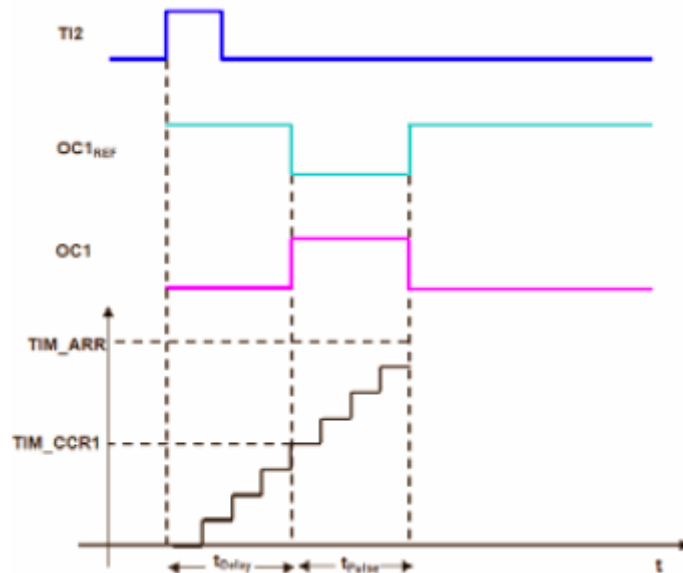 TI2
OC1REF
OC1
TIM_ARR
TIM_CCR1
tDelay
tPulse
t